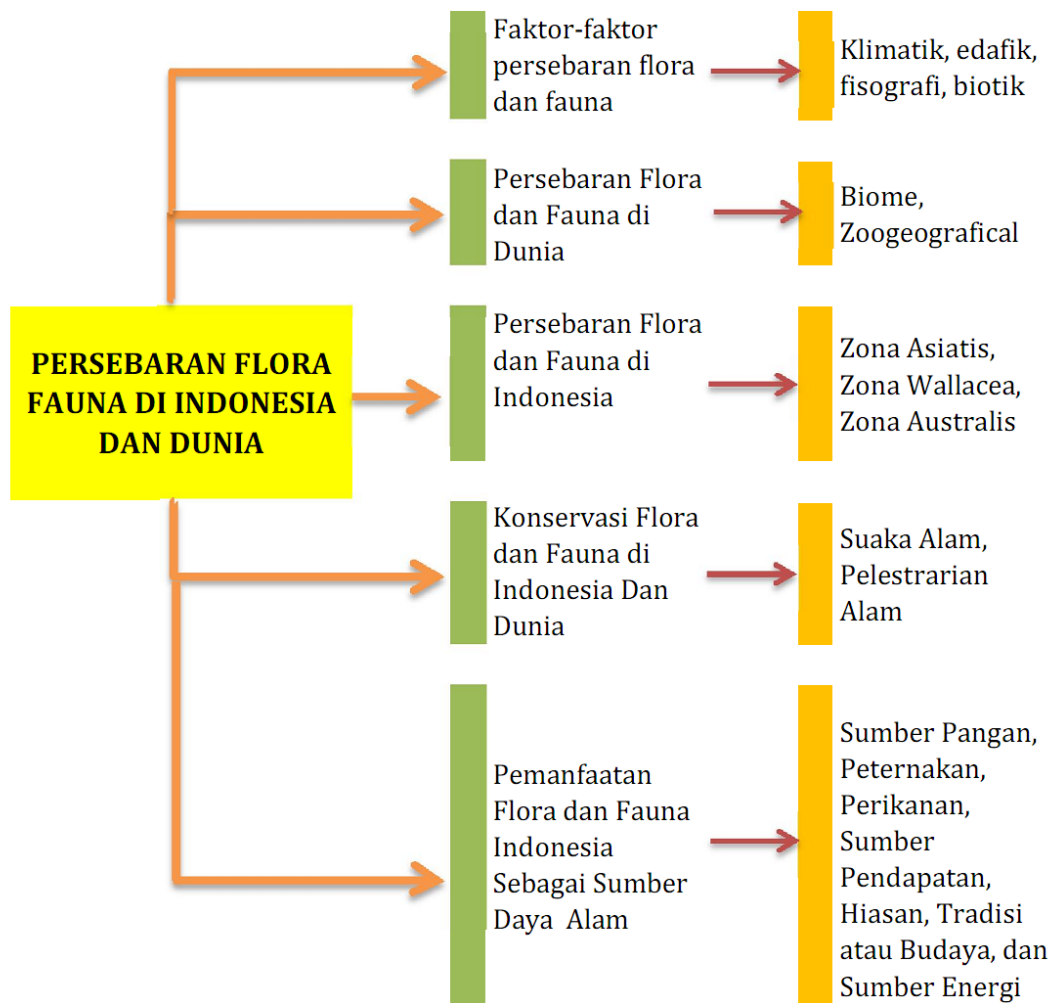 Faktor-faktor
persebaran flora
dan fauna
Klimatik, edafik,
fisografi, biotik
Persebaran Flora
dan Fauna di
Dunia
Biome,
Zoogeografical
PERSEBARAN FLORA
FAUNA DI INDONESIA
DAN DUNIA
Persebaran Flora
dan Fauna di
Indonesia
Zona Asiatis,
Zona Wallacea,
Zona Australis
Konservasi Flora
dan Fauna di
Indonesia Dan
Dunia
Suaka Alam,
Pelestrarian
Alam
Pemanfaatan
Flora dan Fauna
Indonesia
Sebagai Sumber
Daya Alam
Sumber Pangan,
Peternakan,
Perikanan,
Sumber
Pendapatan,
Hiasan, Tradisi
atau Budaya, dan
Sumber Energi